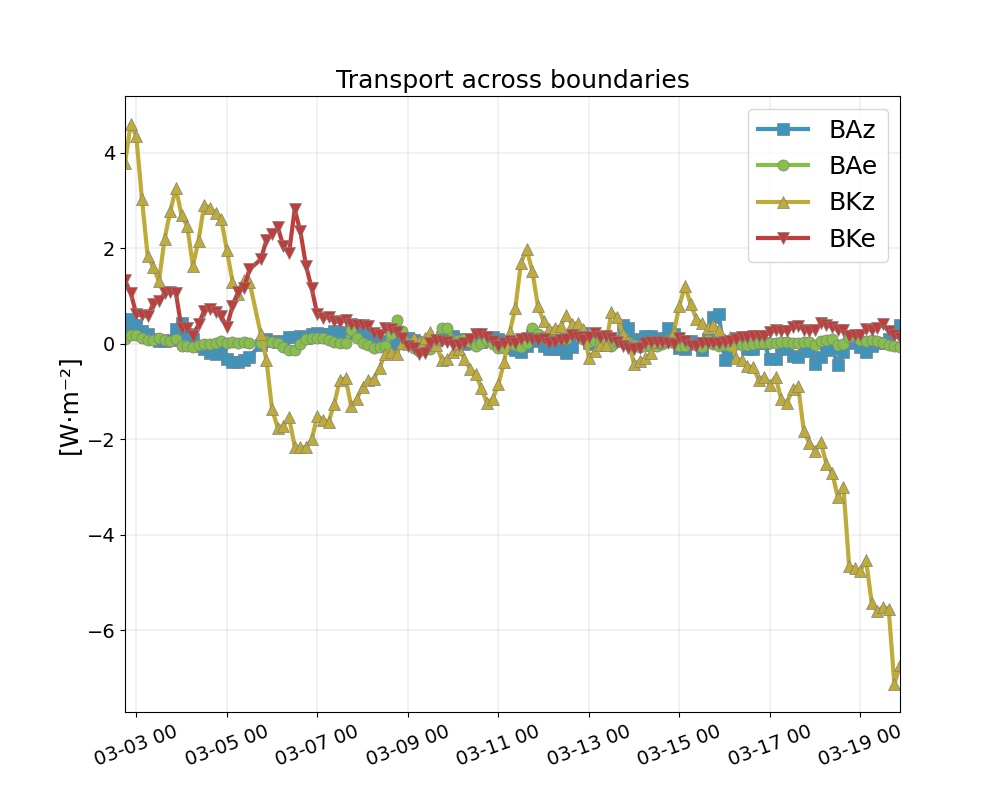 Transport across boundaries
BAz
BAe
BKz
BKe
[W·m⁻²]
4
2
0
−2
−4
−6
03-03 00
03-05 00
03-07 00
03-09 00
03-11 00
03-13 00
03-15 00
03-17 00
03-19 00